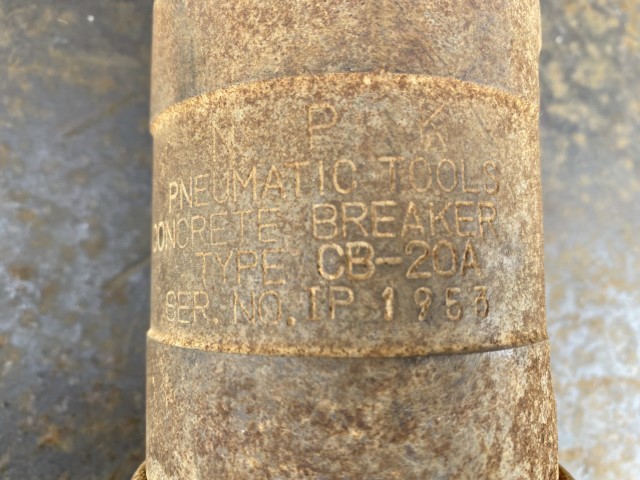 N P K
PNEUMATIC TOOLS
CONCRETE BREAKER
TYPE CB-20A
SER. NO. IP 1953